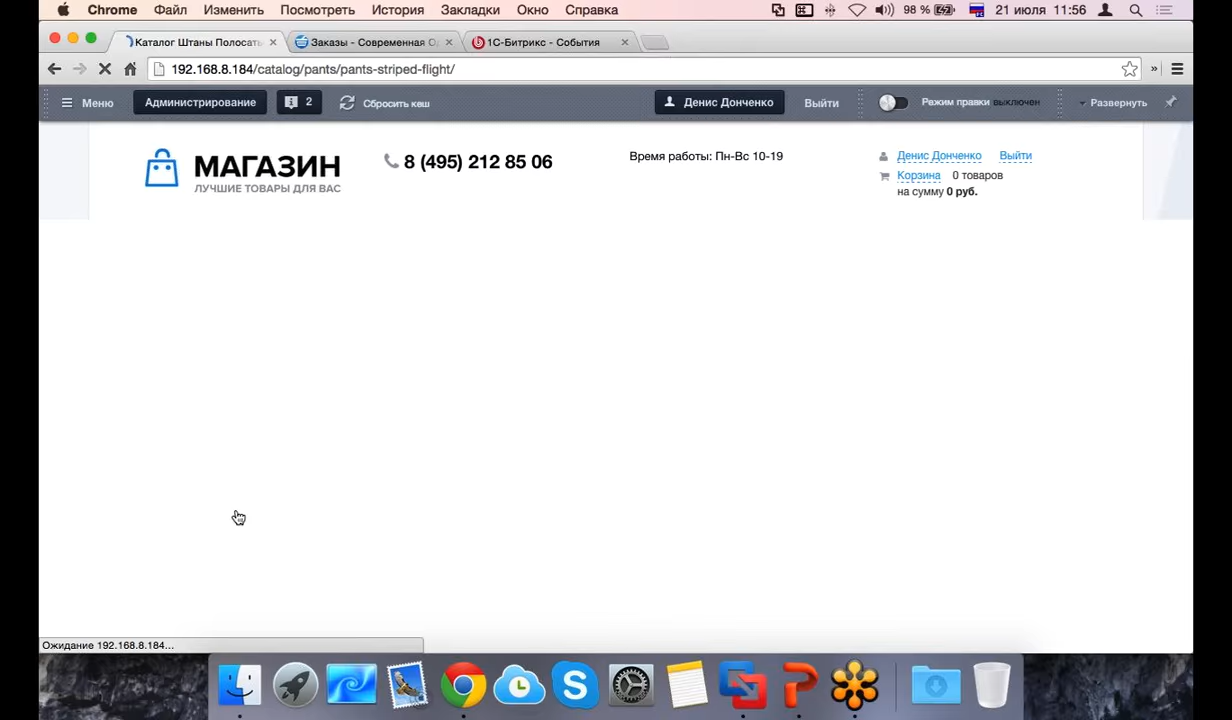 Chrome Файл Изменить Посмотреть История Закладки Окно Справка 98 % 21 июля 11:56
Каталог Штаны Полосаты Заказы - Современная О 1С-Битрикс - События
192.168.8.184/catalog/pants/pants-striped-flight/
Меню Администрирование 2 Сбросить кеш Денис Донченко Выйти Режим правки выключен Развернуть
МАГАЗИН 8 (495) 212 85 06 Время работы: Пн-Вс 10-19 Денис Донченко Выйти
ЛУЧШИЕ ТОВАРЫ ДЛЯ ВАС Корзина 0 товаров
на сумму 0 руб.
Ожидание 192.168.8.184...